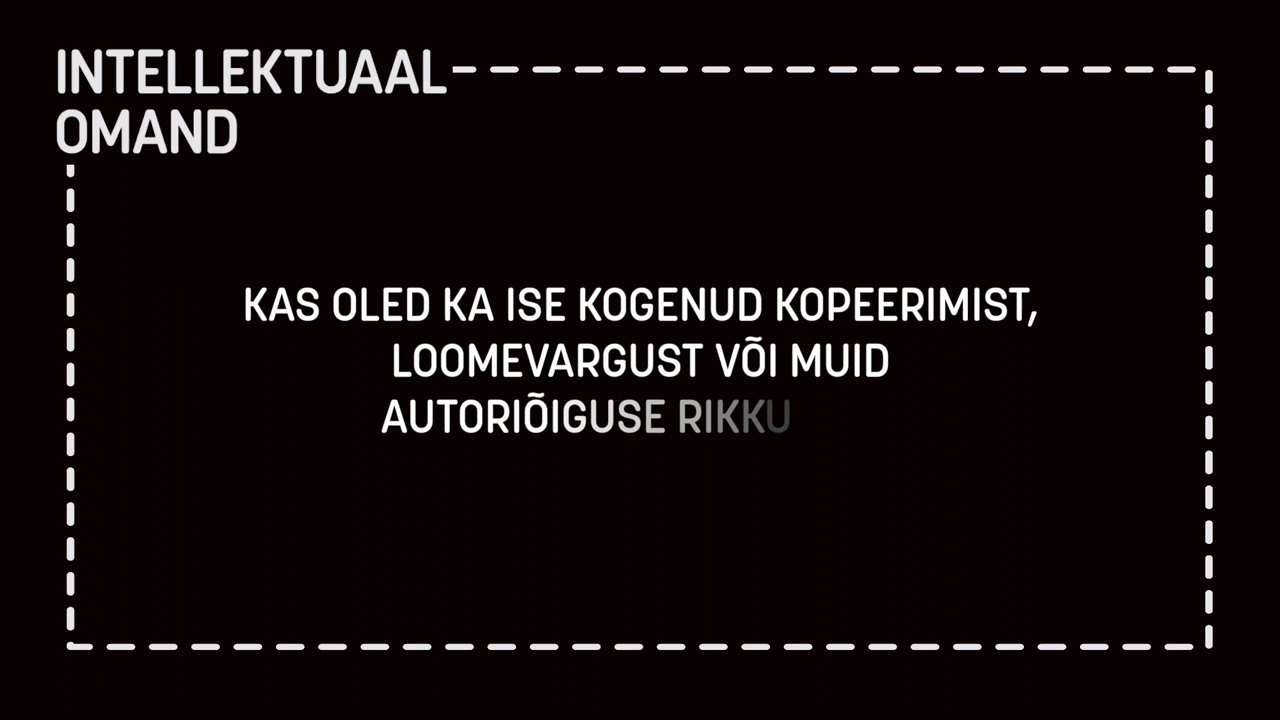 INTELLEKTUAAL
OMAND
KAS OLED KA ISE KOGENUD KOPEERIMIST,
LOOMEVARGUST VÕI MUID
AUTORIÕIGUSE RIKKU